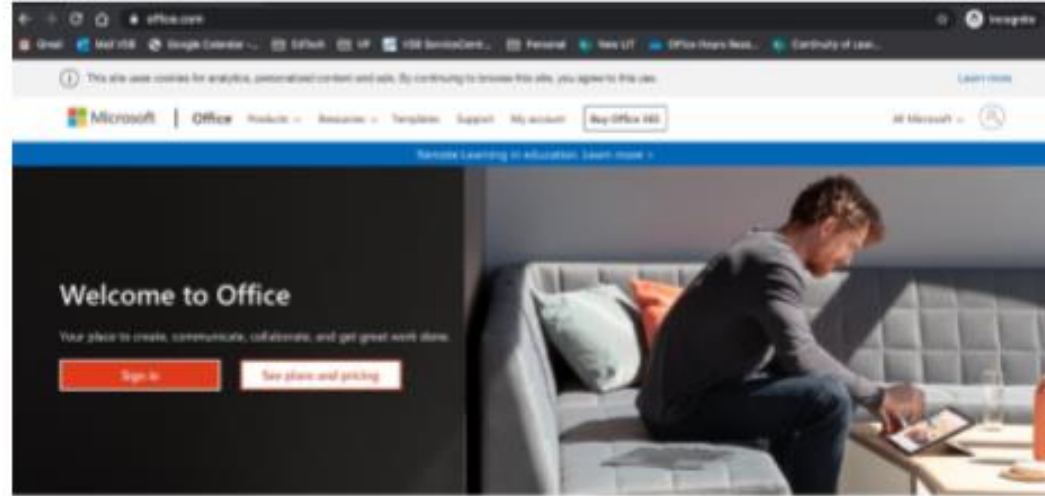 office.com Incognito
Gmail Mail VSB Google Calendar - ... EdTech VP VSB ServiceCent... Personal New LIT Office Hours Rese... Continuity of Lear...
This site uses cookies for analytics, personalized content and ads. By continuing to browse this site, you agree to this use. Learn more
Microsoft Office Products Resources Templates Support My account Buy Office 365 All Microsoft
Remote Learning in education. Learn more >
Welcome to Office
Your place to create, communicate, collaborate, and get great work done.
Sign in See plans and pricing